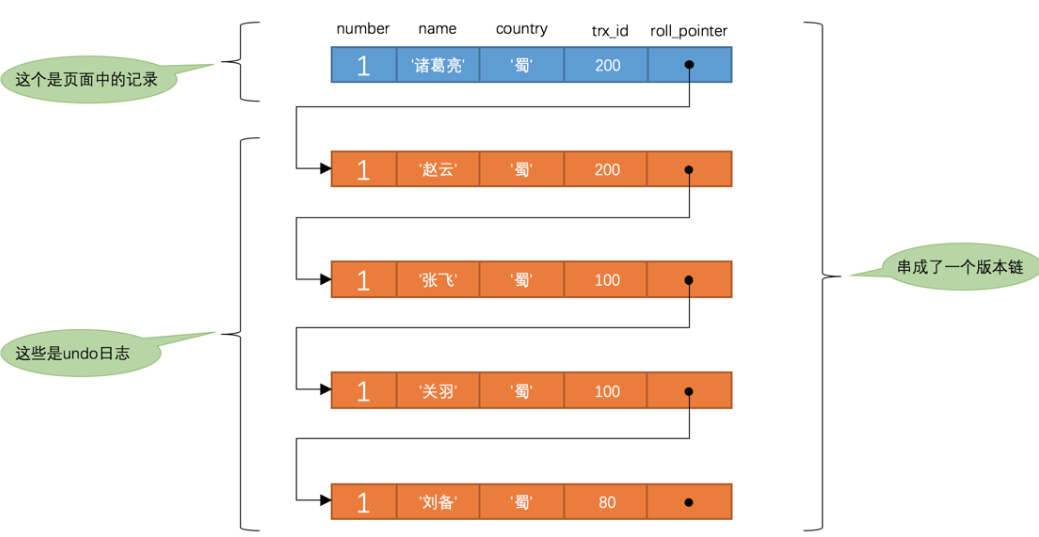 number name country trx_id roll_pointer
1 '诸葛亮' '蜀' 200
这个是页面中的记录
1 '赵云' '蜀' 200
1 '张飞' '蜀' 100
串成了一个版本链
这些是undo日志
1 '关羽' '蜀' 100
1 '刘备' '蜀' 80